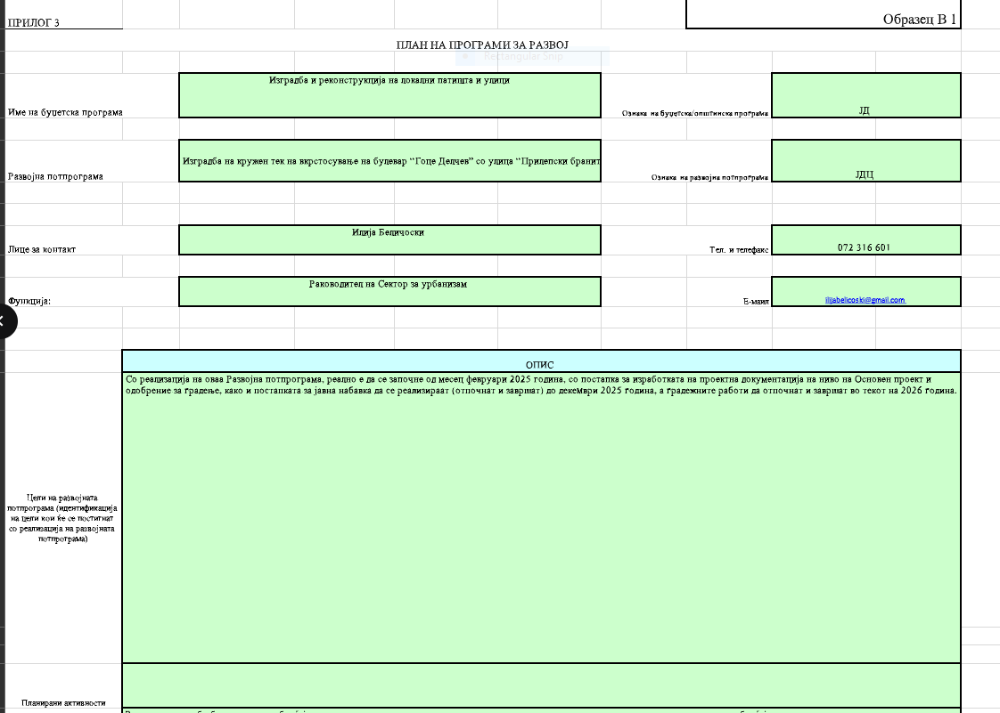 ПРИЛОГ 3
Образец В 1
ПЛАН НА ПРОГРАМИ ЗА РАЗВОЈ
Rectangular Snip
Изградба и реконструкција на локални патишта и улици
Име на буџетска програма
Ознака на буџетска/општинска програма
ЈД
Изградба на кружен тек на вкрстосување на булевар “Гоце Делчев” со улица “Прилепски бранит
Развојна потпрограма
Ознака на развојна потпрограма
ЈДЦ
Илија Беличоски
Лице за контакт
Тел. и телефакс
072 316 601
Раководител на Сектор за урбанизам
Функција:
Е-маил
ilijabelicoski@gmail.com
ОПИС
Со реализација на оваа Развојна потпрограма, реално е да се започне од месец февруари 2025 година, со постапка за изработката на проектна документација на ниво на Основен проект и
одобрение за градење, како и постапката за јавна набавка да се реализираат (отпочнат и завршат) до декември 2025 година, а градежните работи да отпочнат и завршат во текот на 2026 година.
Цели на развојната
потпрограма (идентификација
на цели кои ќе се постигнат
со реализација на развојната
потпрограма)
Планирани активности